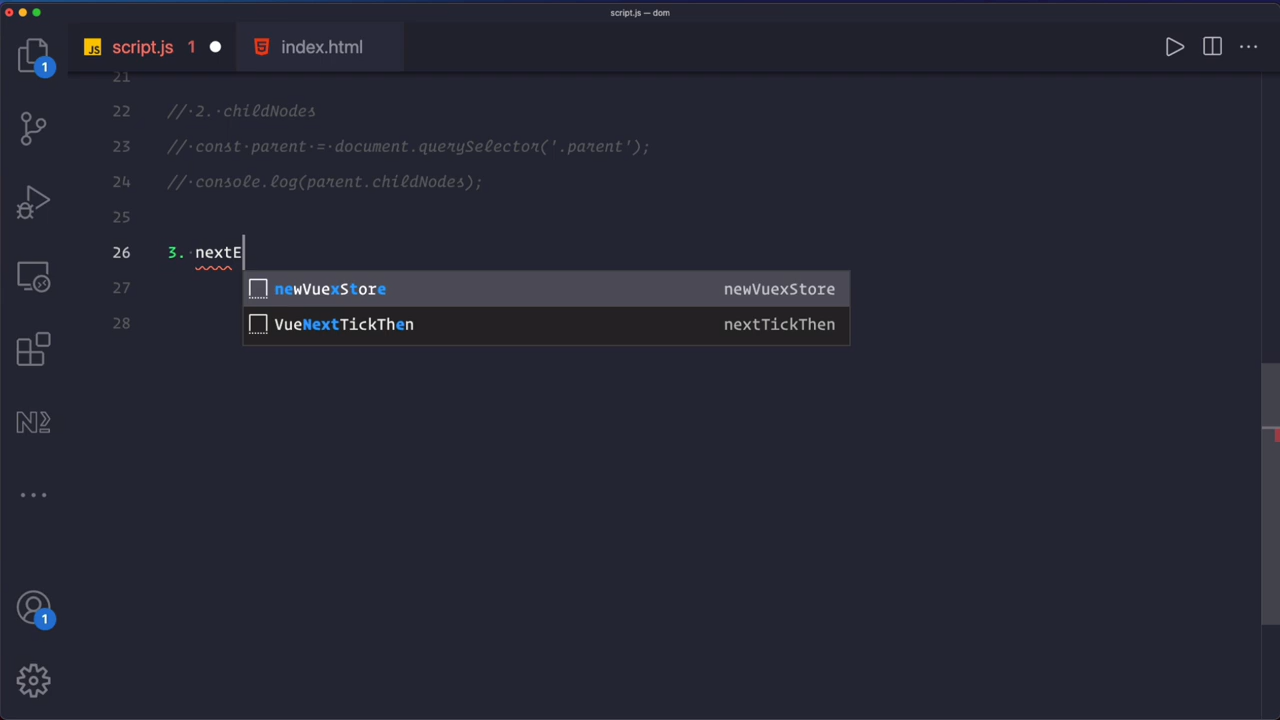 script.js — dom
JS script.js 1 index.html
1
21
22 // 2. childNodes
23 // const parent = document.querySelector('.parent');
24 // console.log(parent.childNodes);
25
26 3. nextE
newVuexStore newVuexStore
27
VueNextTickThen nextTickThen
28
1